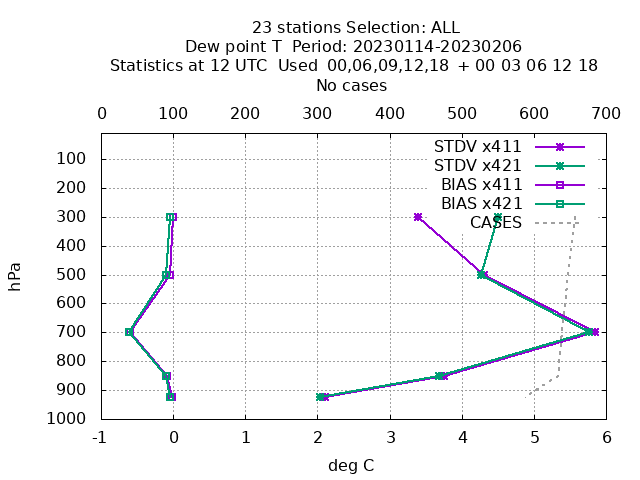 23 stations Selection: ALL
Dew point T  Period: 20230114-20230206
Statistics at 12 UTC  Used  00,06,09,12,18  + 00 03 06 12 18
No cases
0 100 200 300 400 500 600 700
STDV x411
STDV x421
BIAS x411
BIAS x421
CASES
100
200
300
400
500
600
700
800
900
1000
hPa
-1 0 1 2 3 4 5 6
deg C